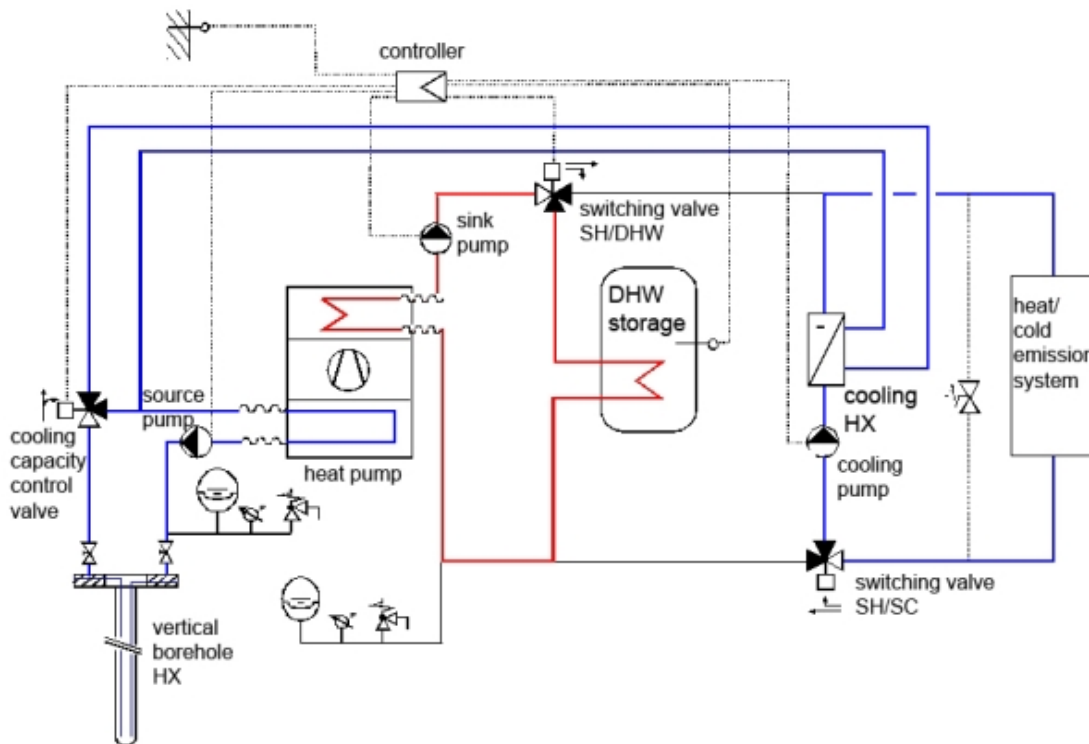 controller
sink
pump
switching valve
SH/DHW
DHW
storage
heat/
cold
emission
system
source
pump
cooling
HX
cooling
capacity
control
valve
heat pump
cooling
pump
switching valve
SH/SC
vertical
borehole
HX